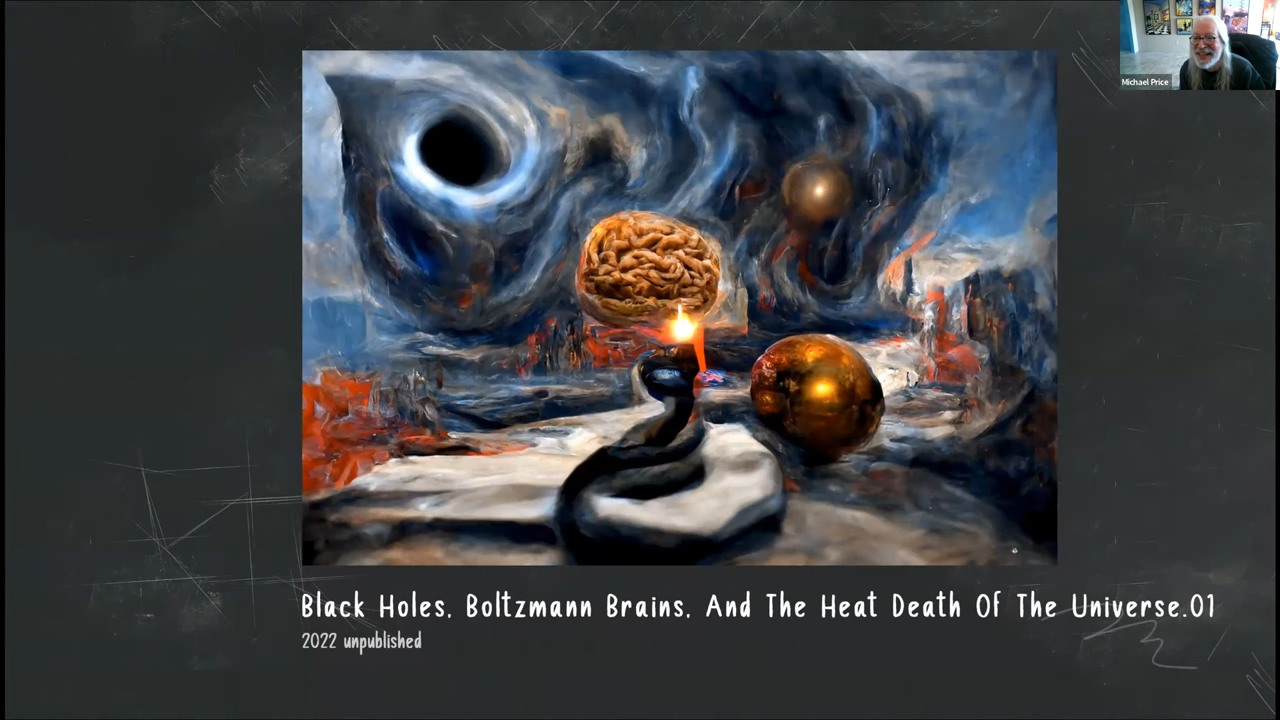 Michael Price
Black Holes, Boltzmann Brains, And The Heat Death Of The Universe.01
2022 unpublished